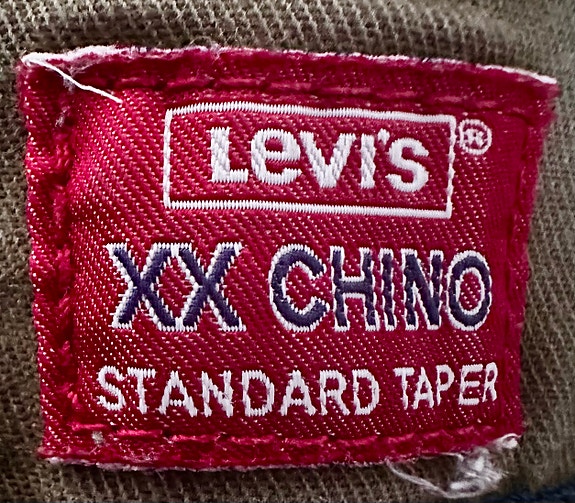 Levi's®
XX CHINO
STANDARD TAPER